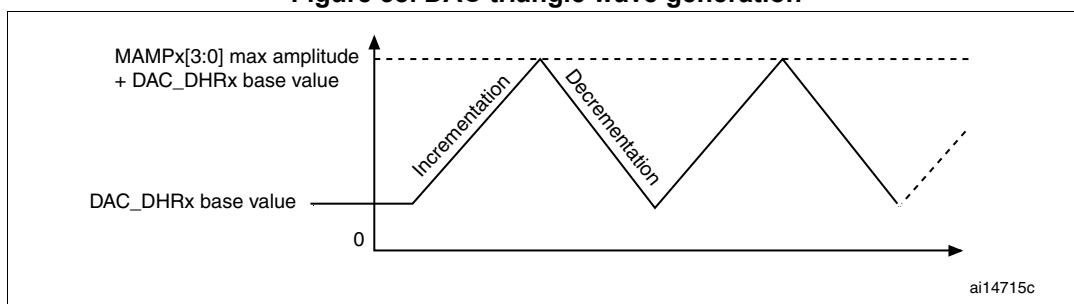 MAMPx[3:0] max amplitude
+ DAC_DHRx base value
Incrementation
Decrementation
DAC_DHRx base value
0
ai14715c